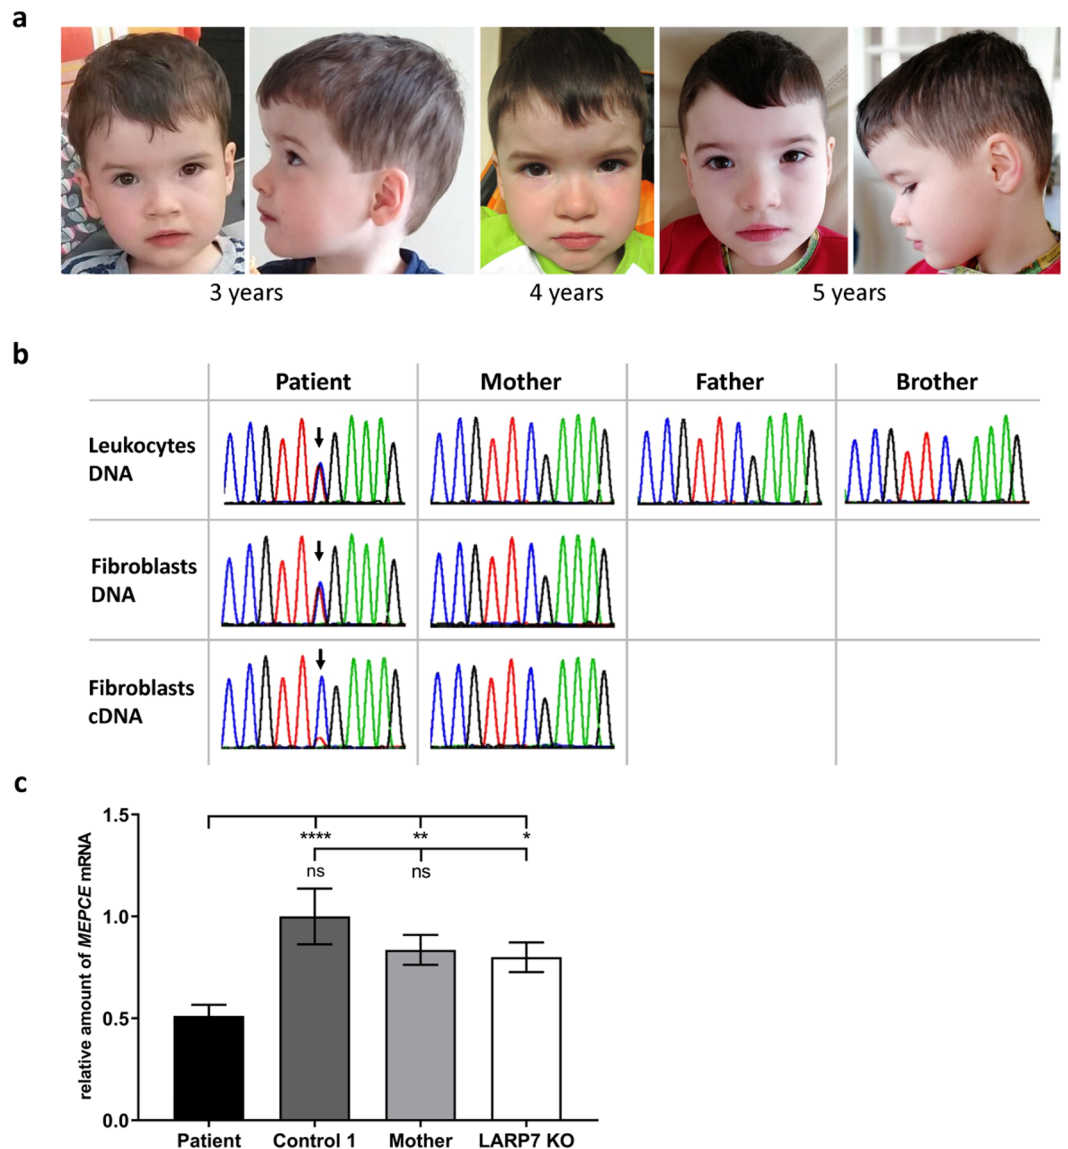 a
3 years 4 years 5 years
b
Patient Mother Father Brother
Leukocytes
DNA
Fibroblasts
DNA
Fibroblasts
cDNA
c
relative amount of MEPCE mRNA
1.5
1.0
0.5
0.0
**** ** *
ns ns
Patient Control 1 Mother LARP7 KO